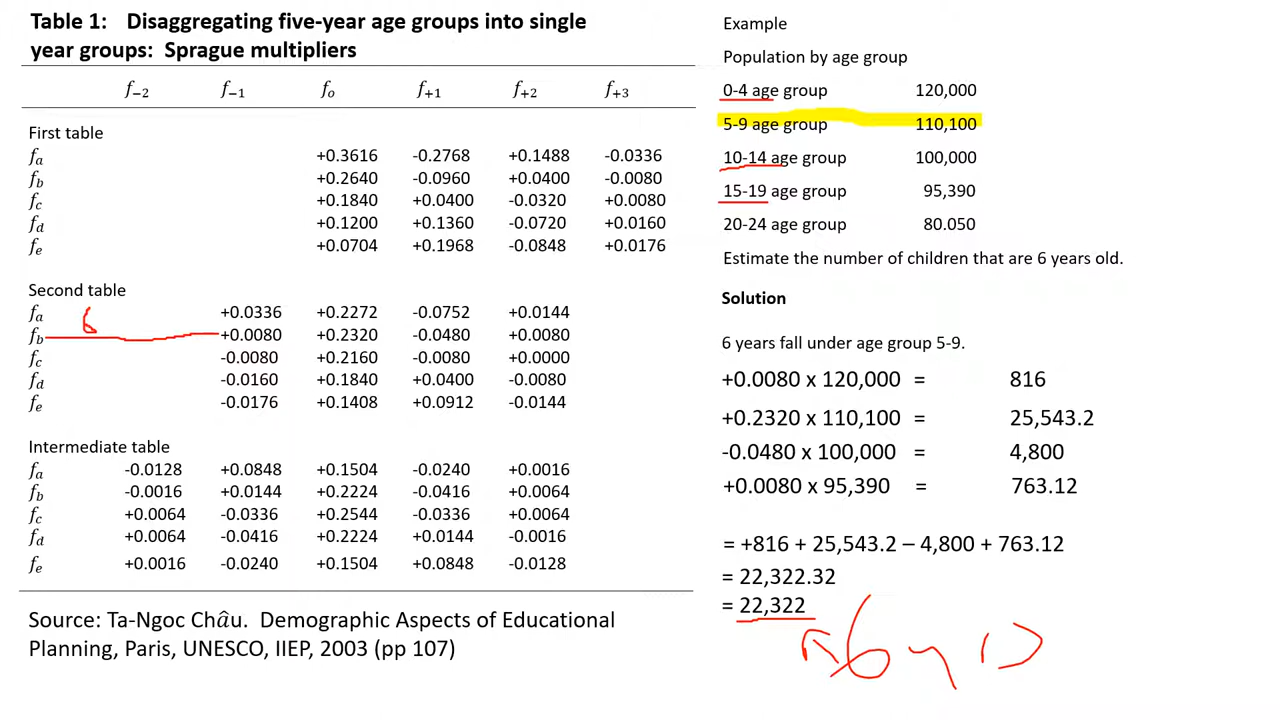 Table 1: Disaggregating five-year age groups into single
year groups: Sprague multipliers
f−2 f−1 fo f+1 f+2 f+3
First table
fa +0.3616 -0.2768 +0.1488 -0.0336
fb +0.2640 -0.0960 +0.0400 -0.0080
fc +0.1840 +0.0400 -0.0320 +0.0080
fd +0.1200 +0.1360 -0.0720 +0.0160
fe +0.0704 +0.1968 -0.0848 +0.0176
Second table
fa +0.0336 +0.2272 -0.0752 +0.0144
6
fb +0.0080 +0.2320 -0.0480 +0.0080
fc -0.0080 +0.2160 -0.0080 +0.0000
fd -0.0160 +0.1840 +0.0400 -0.0080
fe -0.0176 +0.1408 +0.0912 -0.0144
Intermediate table
fa -0.0128 +0.0848 +0.1504 -0.0240 +0.0016
fb -0.0016 +0.0144 +0.2224 -0.0416 +0.0064
fc +0.0064 -0.0336 +0.2544 -0.0336 +0.0064
fd +0.0064 -0.0416 +0.2224 +0.0144 -0.0016
fe +0.0016 -0.0240 +0.1504 +0.0848 -0.0128
Source: Ta-Ngoc Châu. Demographic Aspects of Educational
Planning, Paris, UNESCO, IIEP, 2003 (pp 107)
Example
Population by age group
0-4 age group 120,000
5-9 age group 110,100
10-14 age group 100,000
15-19 age group 95,390
20-24 age group 80.050
Estimate the number of children that are 6 years old.
Solution
6 years fall under age group 5-9.
+0.0080 x 120,000 = 816
+0.2320 x 110,100 = 25,543.2
-0.0480 x 100,000 = 4,800
+0.0080 x 95,390 = 763.12
= +816 + 25,543.2 – 4,800 + 763.12
= 22,322.32
= 22,322
6 y